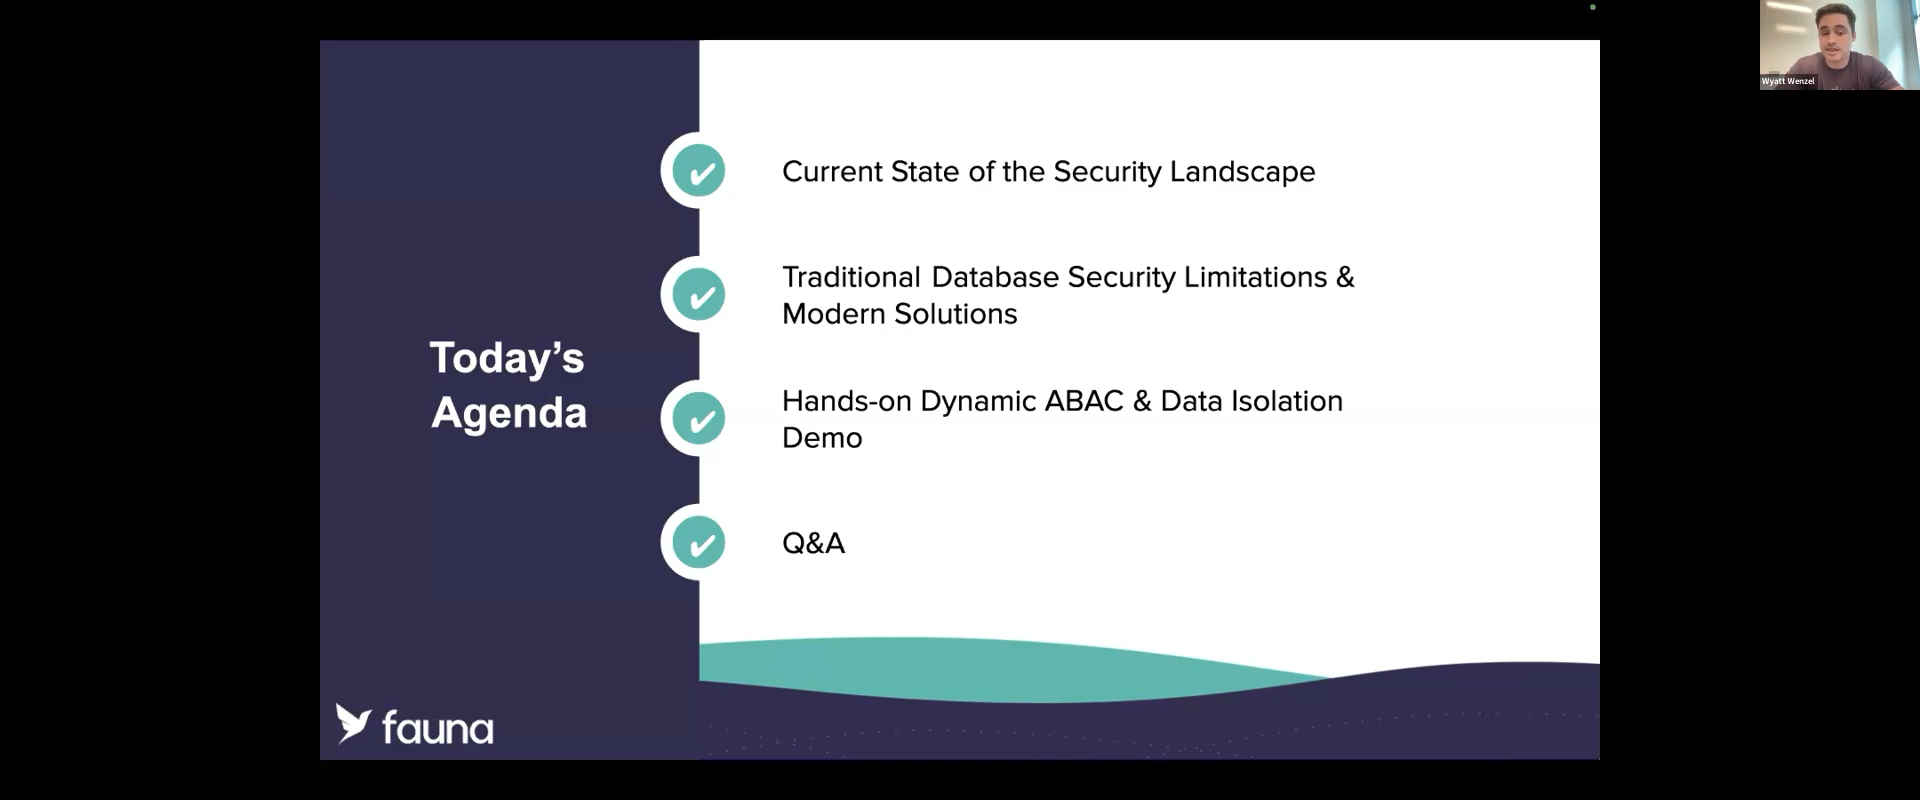 Wyatt Wenzel
Today’s
Agenda
Current State of the Security Landscape
Traditional Database Security Limitations &
Modern Solutions
Hands-on Dynamic ABAC & Data Isolation
Demo
Q&A
fauna